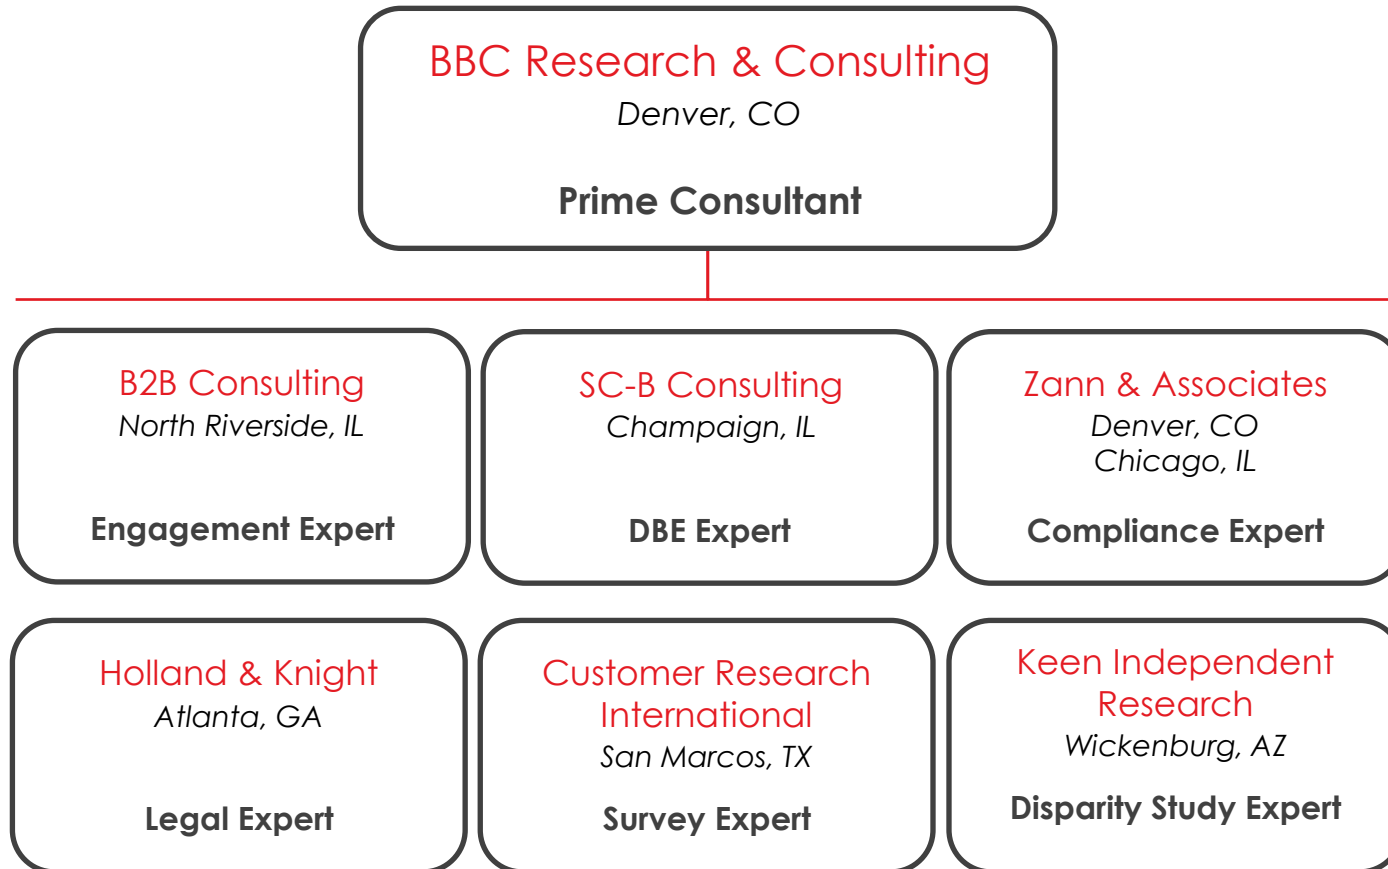 BBC Research & Consulting
Denver, CO
Prime Consultant
B2B Consulting
North Riverside, IL
Engagement Expert
SC-B Consulting
Champaign, IL
DBE Expert
Zann & Associates
Denver, CO
Chicago, IL
Compliance Expert
Holland & Knight
Atlanta, GA
Legal Expert
Customer Research
International
San Marcos, TX
Survey Expert
Keen Independent
Research
Wickenburg, AZ
Disparity Study Expert